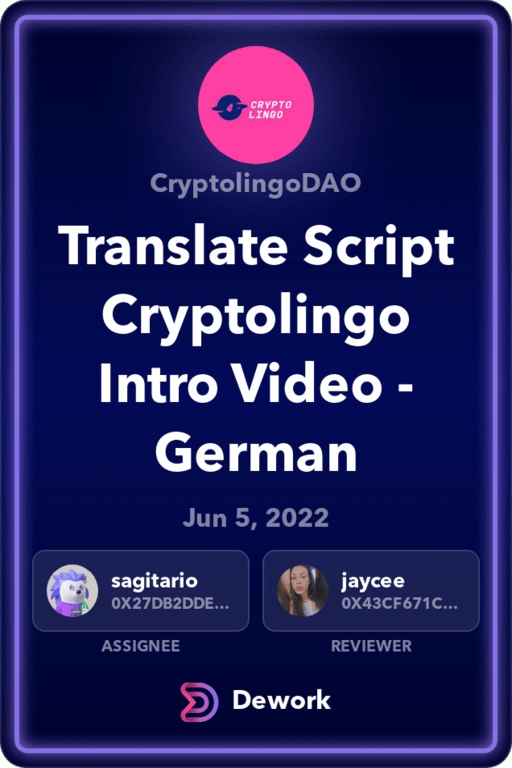 CRYPTO
LINGO
CryptolingoDAO
Translate Script
Cryptolingo
Intro Video -
German
Jun 5, 2022
sagitario
0X27DB2DDE...
ASSIGNEE
jaycee
0X43CF671C...
REVIEWER
Dework